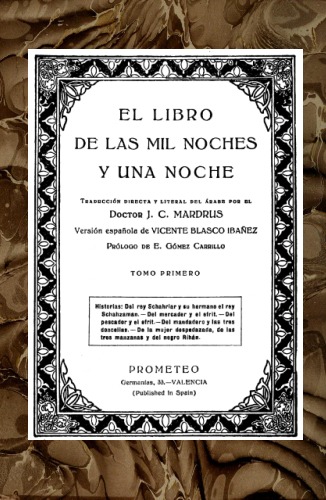 EL LIBRO
DE LAS MIL NOCHES
Y UNA NOCHE
TRADUCCIÓN DIRECTA Y LITERAL DEL ÁRABE POR EL
DOCTOR J. C. MARDRUS
Versión española de VICENTE BLASCO IBAÑEZ
PRÓLOGO DE E. GÓMEZ CARRILLO
TOMO PRIMERO
Historias: Del rey Schahriar y su hermano el rey
Schahzaman. — Del mercader y el efrit. — Del
pescador y el efrit. — Del mandadero y las tres
doncellas. — De la mujer despedazada, de las
tres manzanas y del negro Rihán.
PROMETEO
Germanías, 33.—VALENCIA
(Published in Spain)